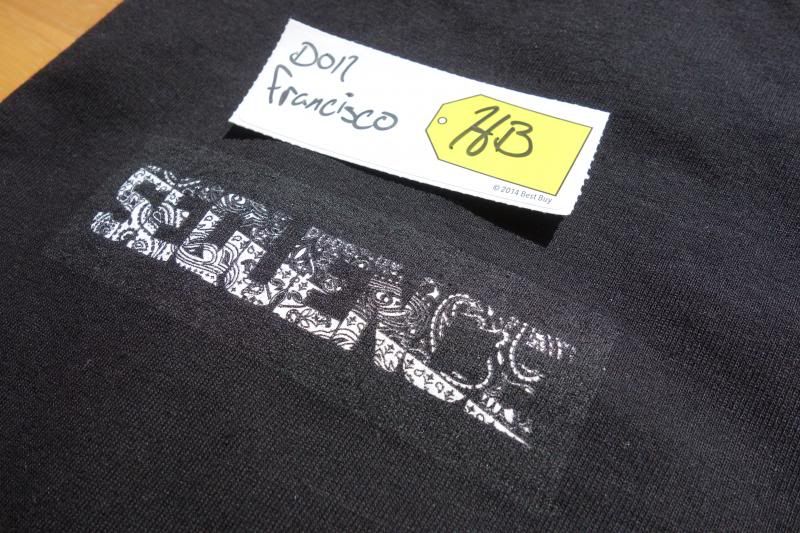 Don
Francisco
HB
© 2014 Best Buy
SEQUENCE